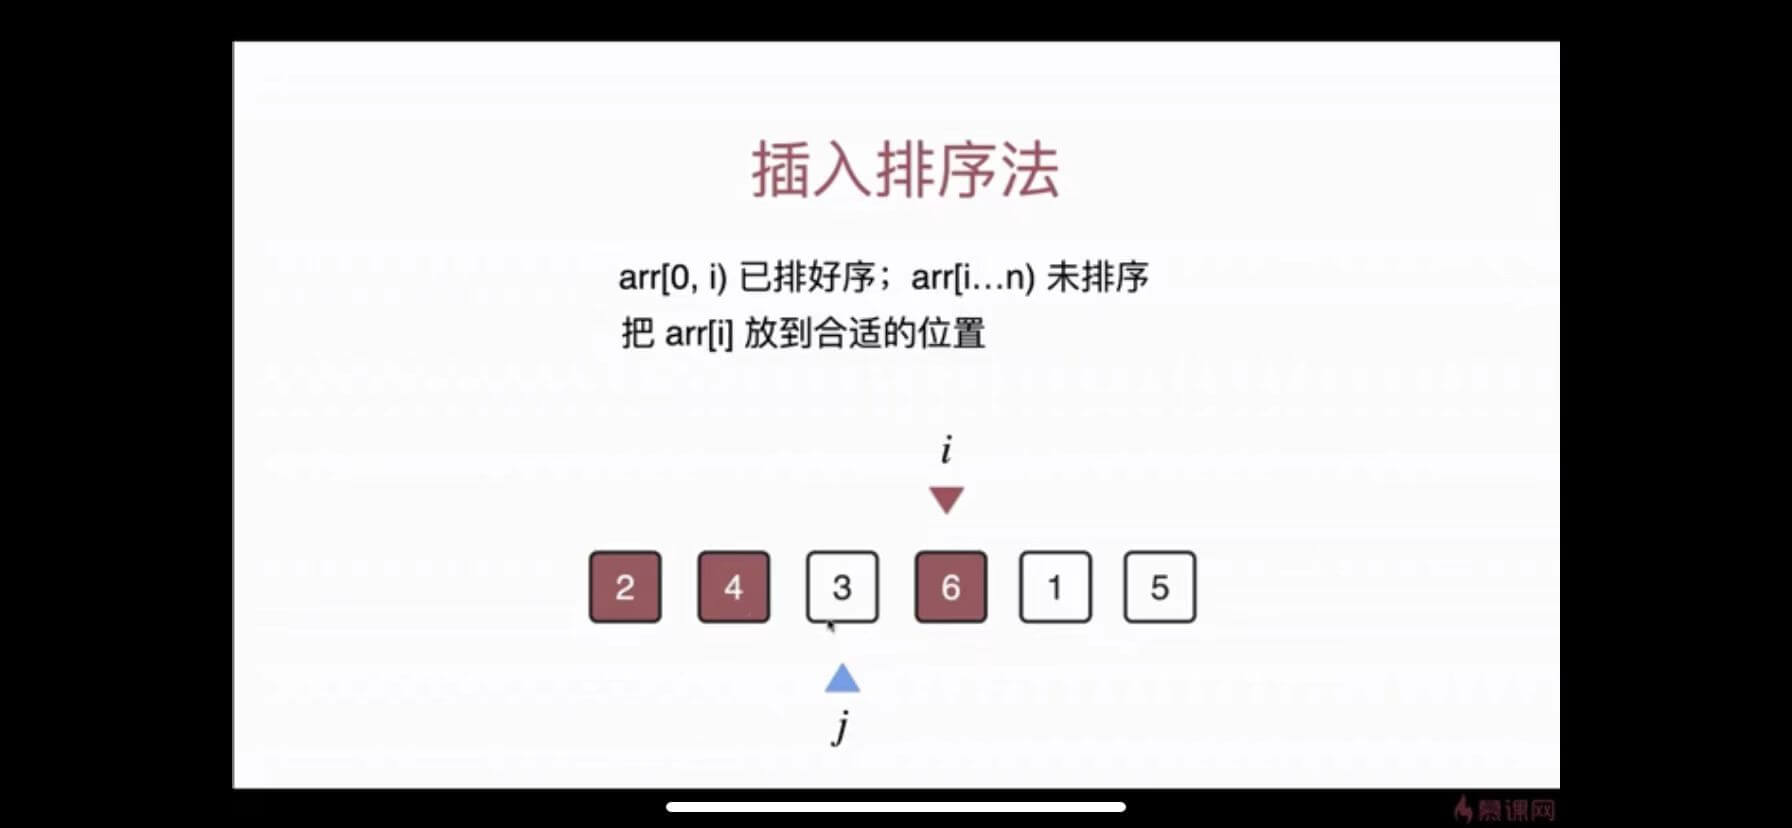 插入排序法
arr[0, i) 已排好序；arr[i…n) 未排序
把 arr[i] 放到合适的位置
i
2 4 3 6 1 5
j
慕课网